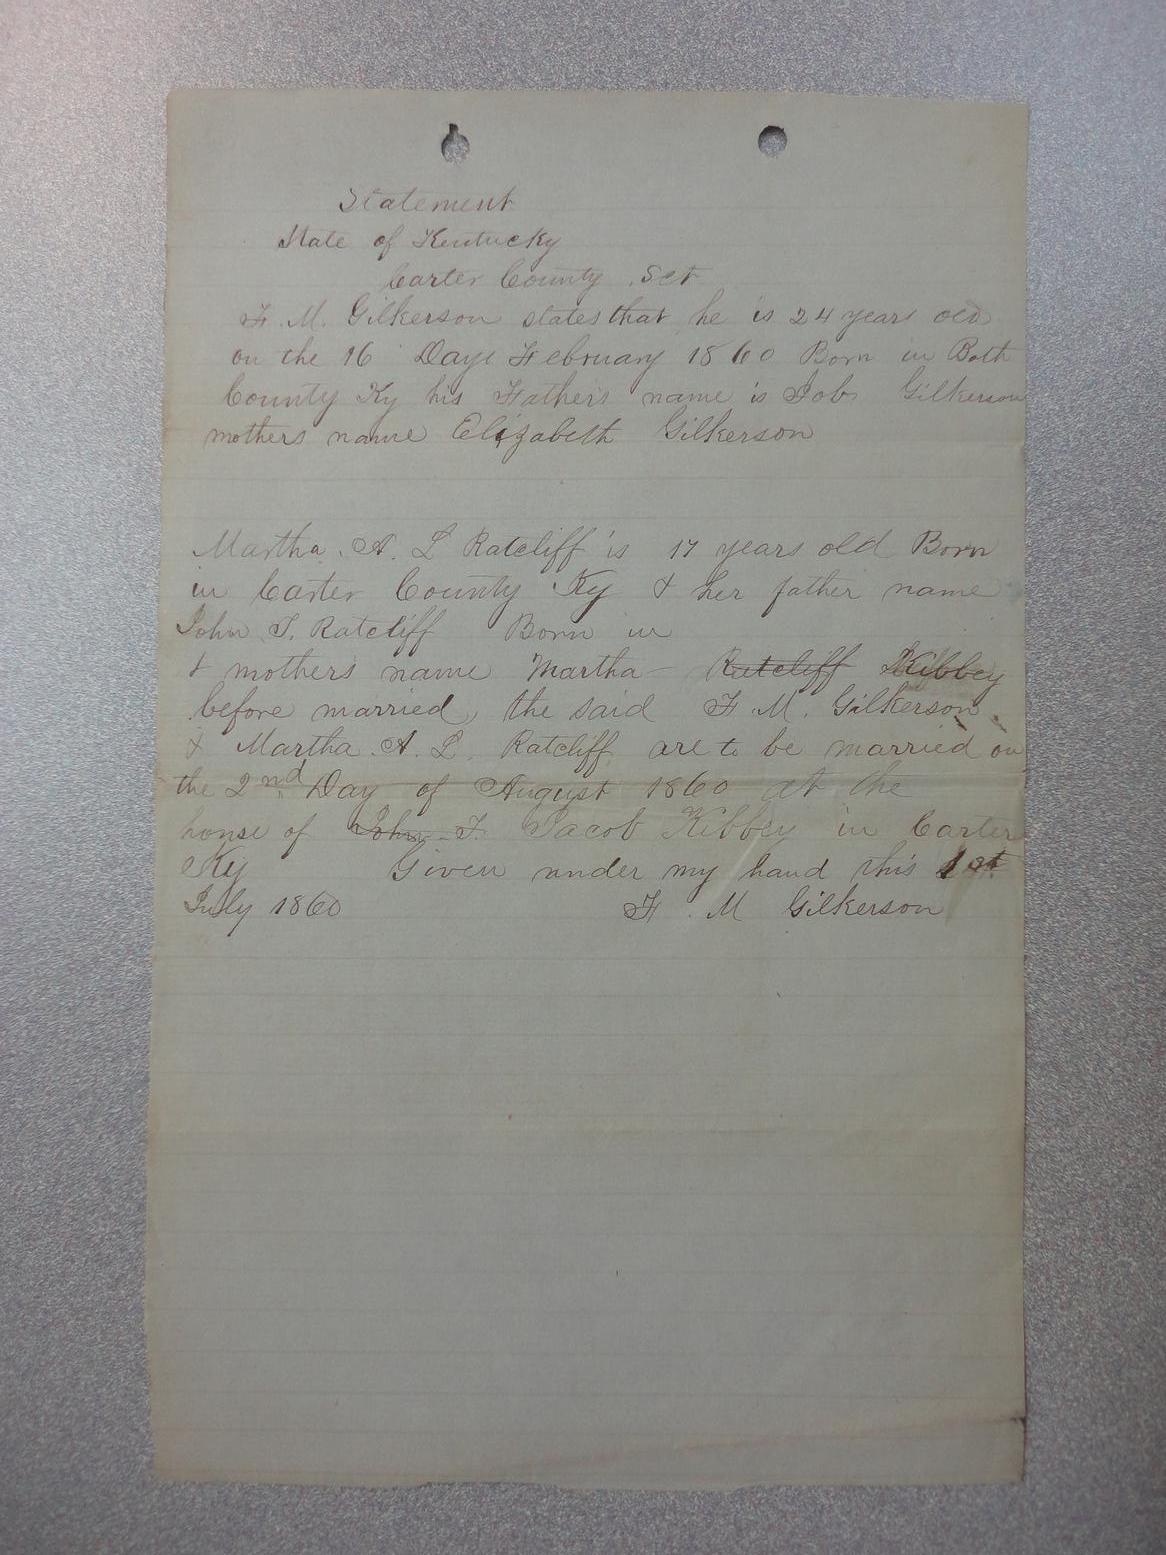 Statement
State of Kentucky
Carter County Sct
F. M. Gilkerson states that he is 24 years old
on the 16 Days February 1860 Born in Bath
County Ky his Father's name is Job Gilkerson
mothers name Elizabeth Gilkerson
Martha A. L Ratcliff is 17 years old Born
in Carter County Ky & her father name
John S. Ratcliff Born in
& mothers name Martha Ratcliff Kibbey
before married, the said F. M. Gilkerson
& Martha A. L. Ratcliff are to be married on
the 2nd Day of August 1860 at the
house of John F. Jacob Kibbey in Carter
Ky Given under my hand this 1st
July 1860 F. M Gilkerson